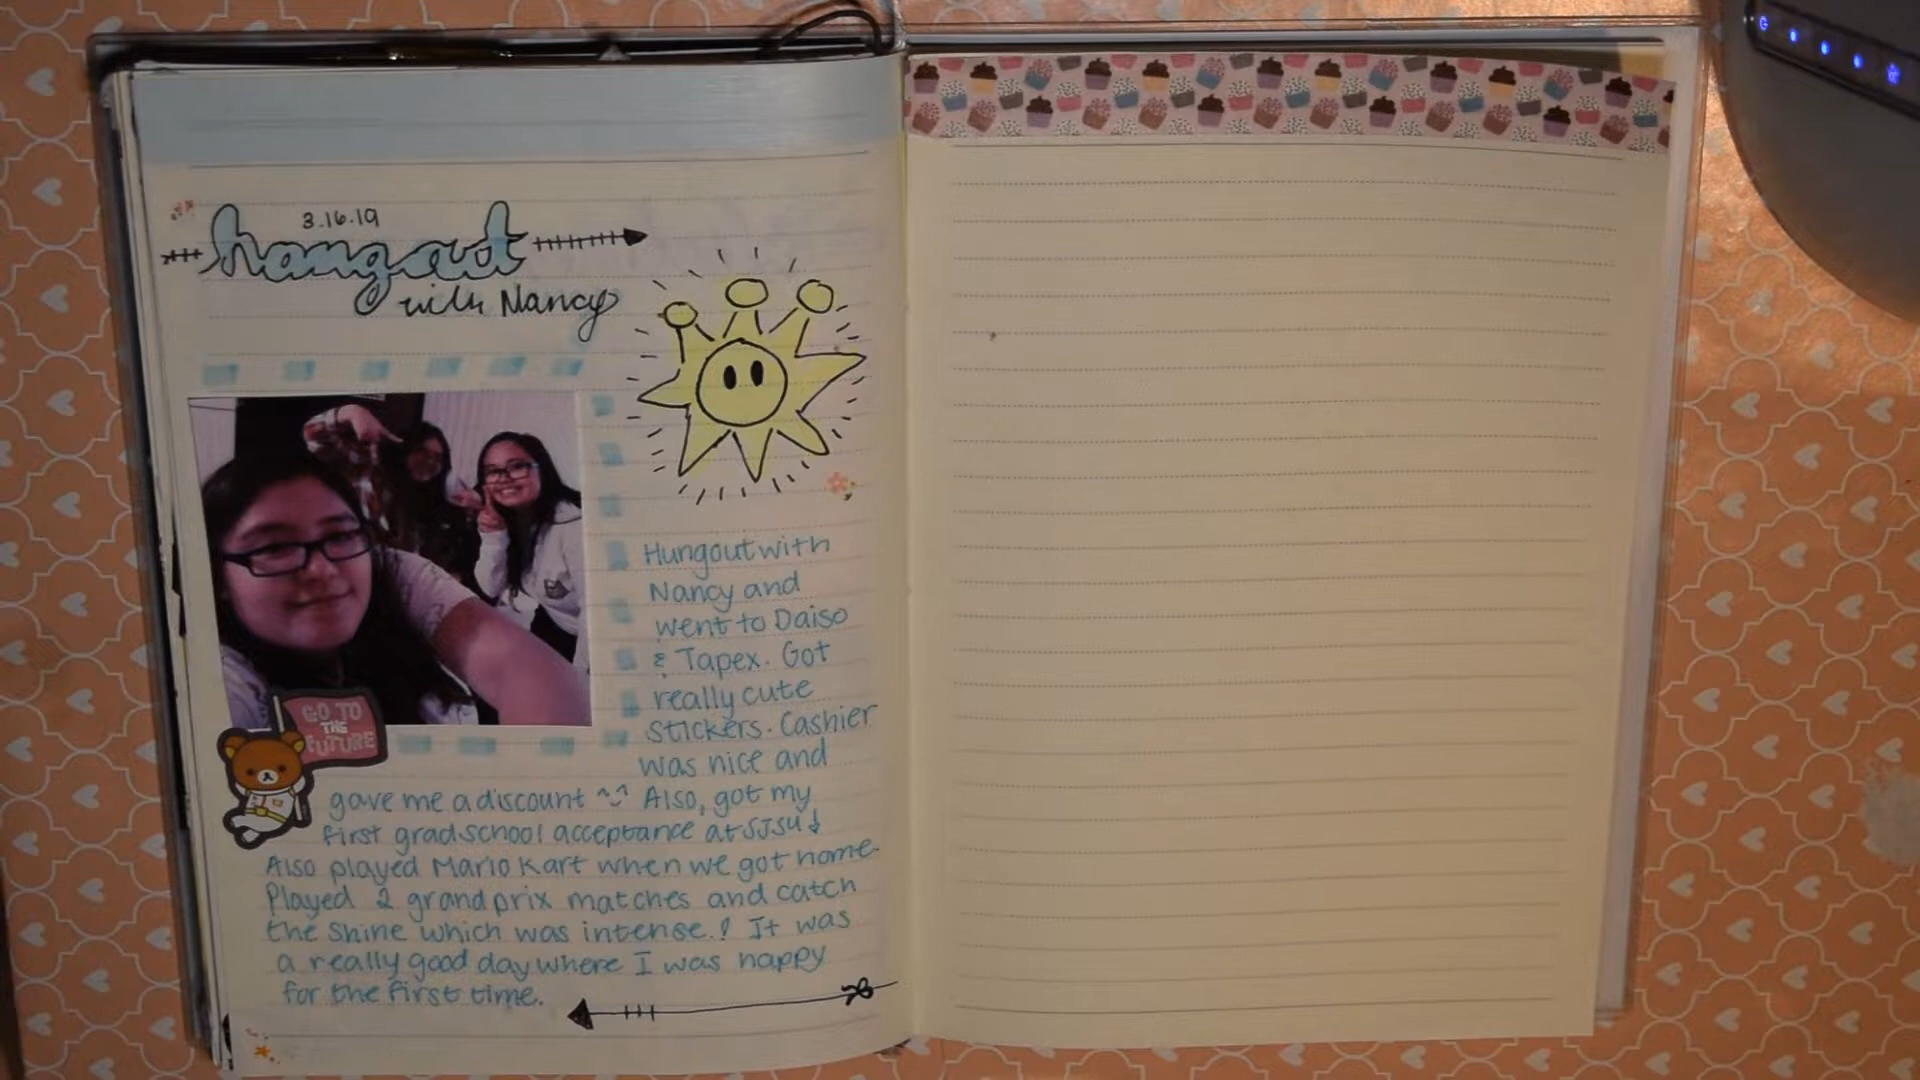 3.16.19
hangout
with Nancy
Hungout with
Nancy and
went to Daiso
& Tapex. Got
really cute
stickers. Cashier
was nice and
GO TO
THE
FUTURE
gave me a discount ^‿^ Also, got my
first gradschool acceptance at SJSU!
Also played Mario Kart when we got home.
Played 2 grand prix matches and catch
the shine which was intense! It was
a really good day where I was happy
for the first time.